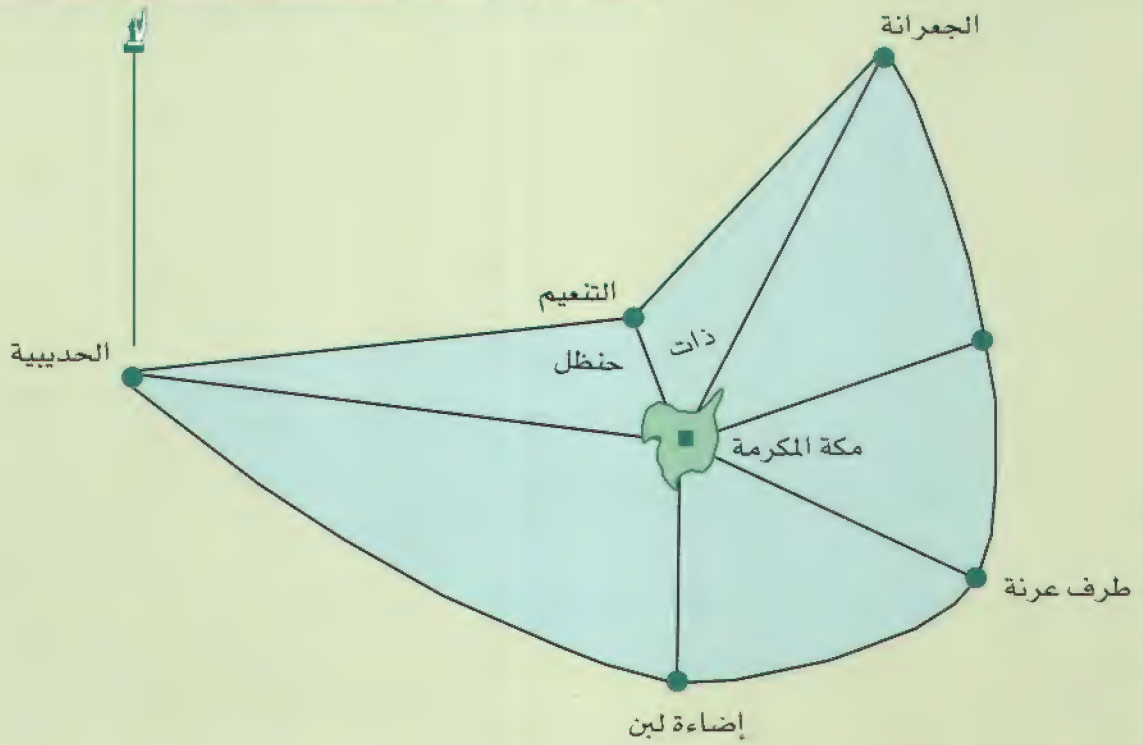 الجعرانة
التنعيم
ذات
حنظل
الحديبية
مكة المكرمة
طرف عرنة
إضاءة لبن